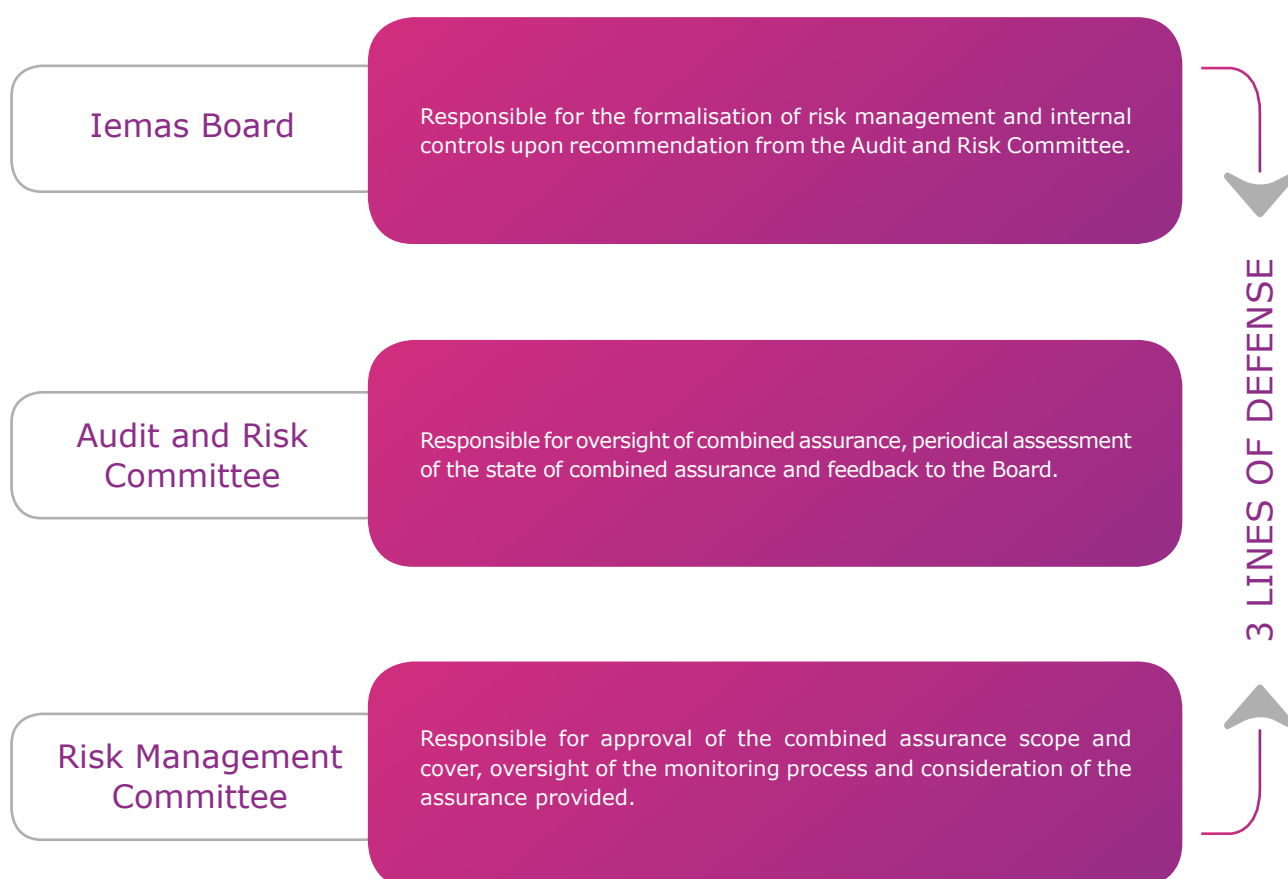 Iemas Board
Responsible for the formalisation of risk management and internal
controls upon recommendation from the Audit and Risk Committee.
Audit and Risk
Committee
Responsible for oversight of combined assurance, periodical assessment
of the state of combined assurance and feedback to the Board.
Risk Management
Committee
Responsible for approval of the combined assurance scope and
cover, oversight of the monitoring process and consideration of the
assurance provided.
3 LINES OF DEFENSE